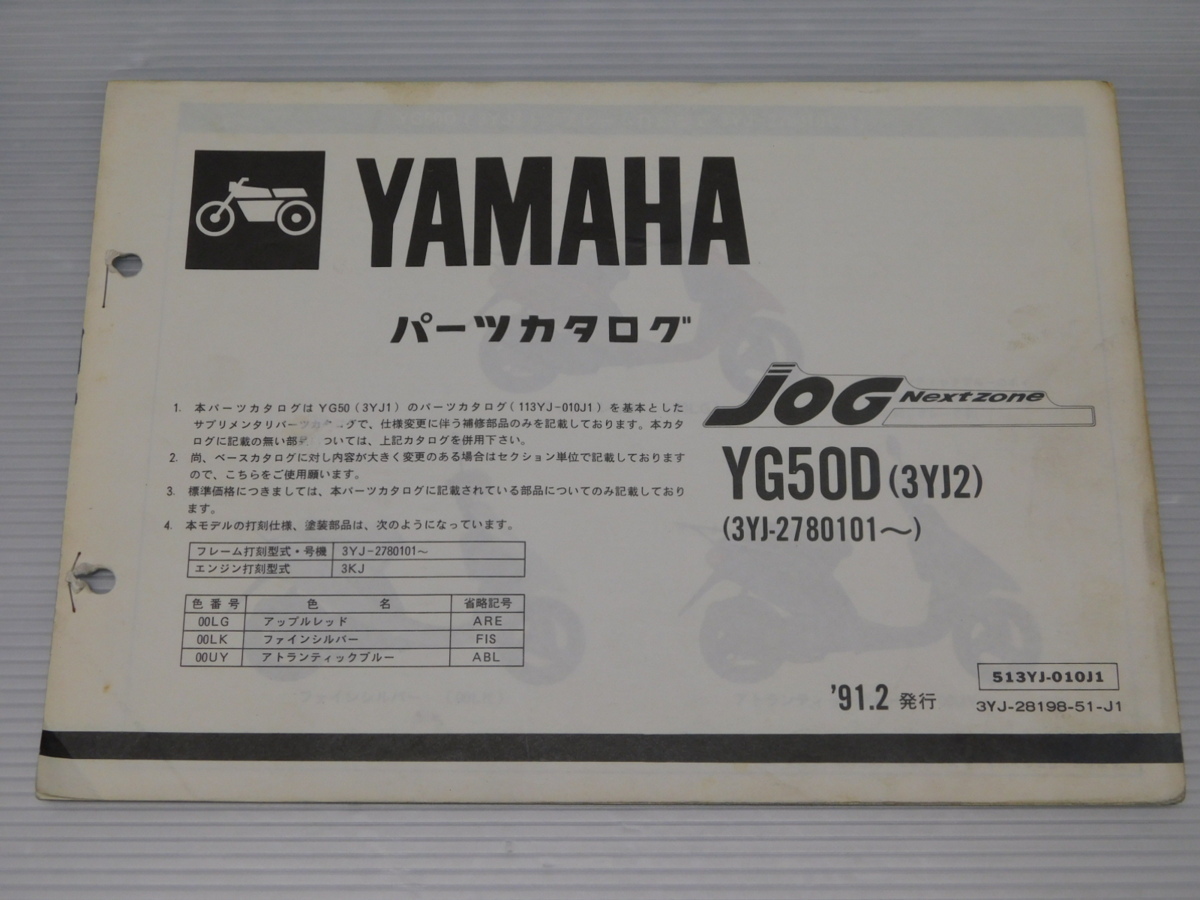 YAMAHA
パーツカタログ
JOG Nextzone
YG50D (3YJ2)
(3YJ-2780101〜)
1. 本パーツカタログは YG50 (3YJ1) のパーツカタログ (113YJ-010J1) を基本とした
サプリメンタリパーツカタログで、仕様変更に伴う補修部品のみを記載しております。本カタ
ログに記載の無い部 ついては、上記カタログを併用下さい。
2. 尚、ベースカタログに対し内容が大きく変更のある場合はセクション単位で記載しております
ので、こちらをご使用願います。
3. 標準価格につきましては、本パーツカタログに記載されている部品についてのみ記載しており
ます。
4. 本モデルの打刻仕様、塗装部品は、次のようになっています。
フレーム打刻型式・号機 3YJ-2780101〜
エンジン打刻型式 3KJ
色番号 色名 省略記号
00LG アップルレッド ARE
00LK ファインシルバー FIS
00UY アトランティックブルー ABL
'91.2 発行
513YJ-010J1
3YJ-28198-51-J1